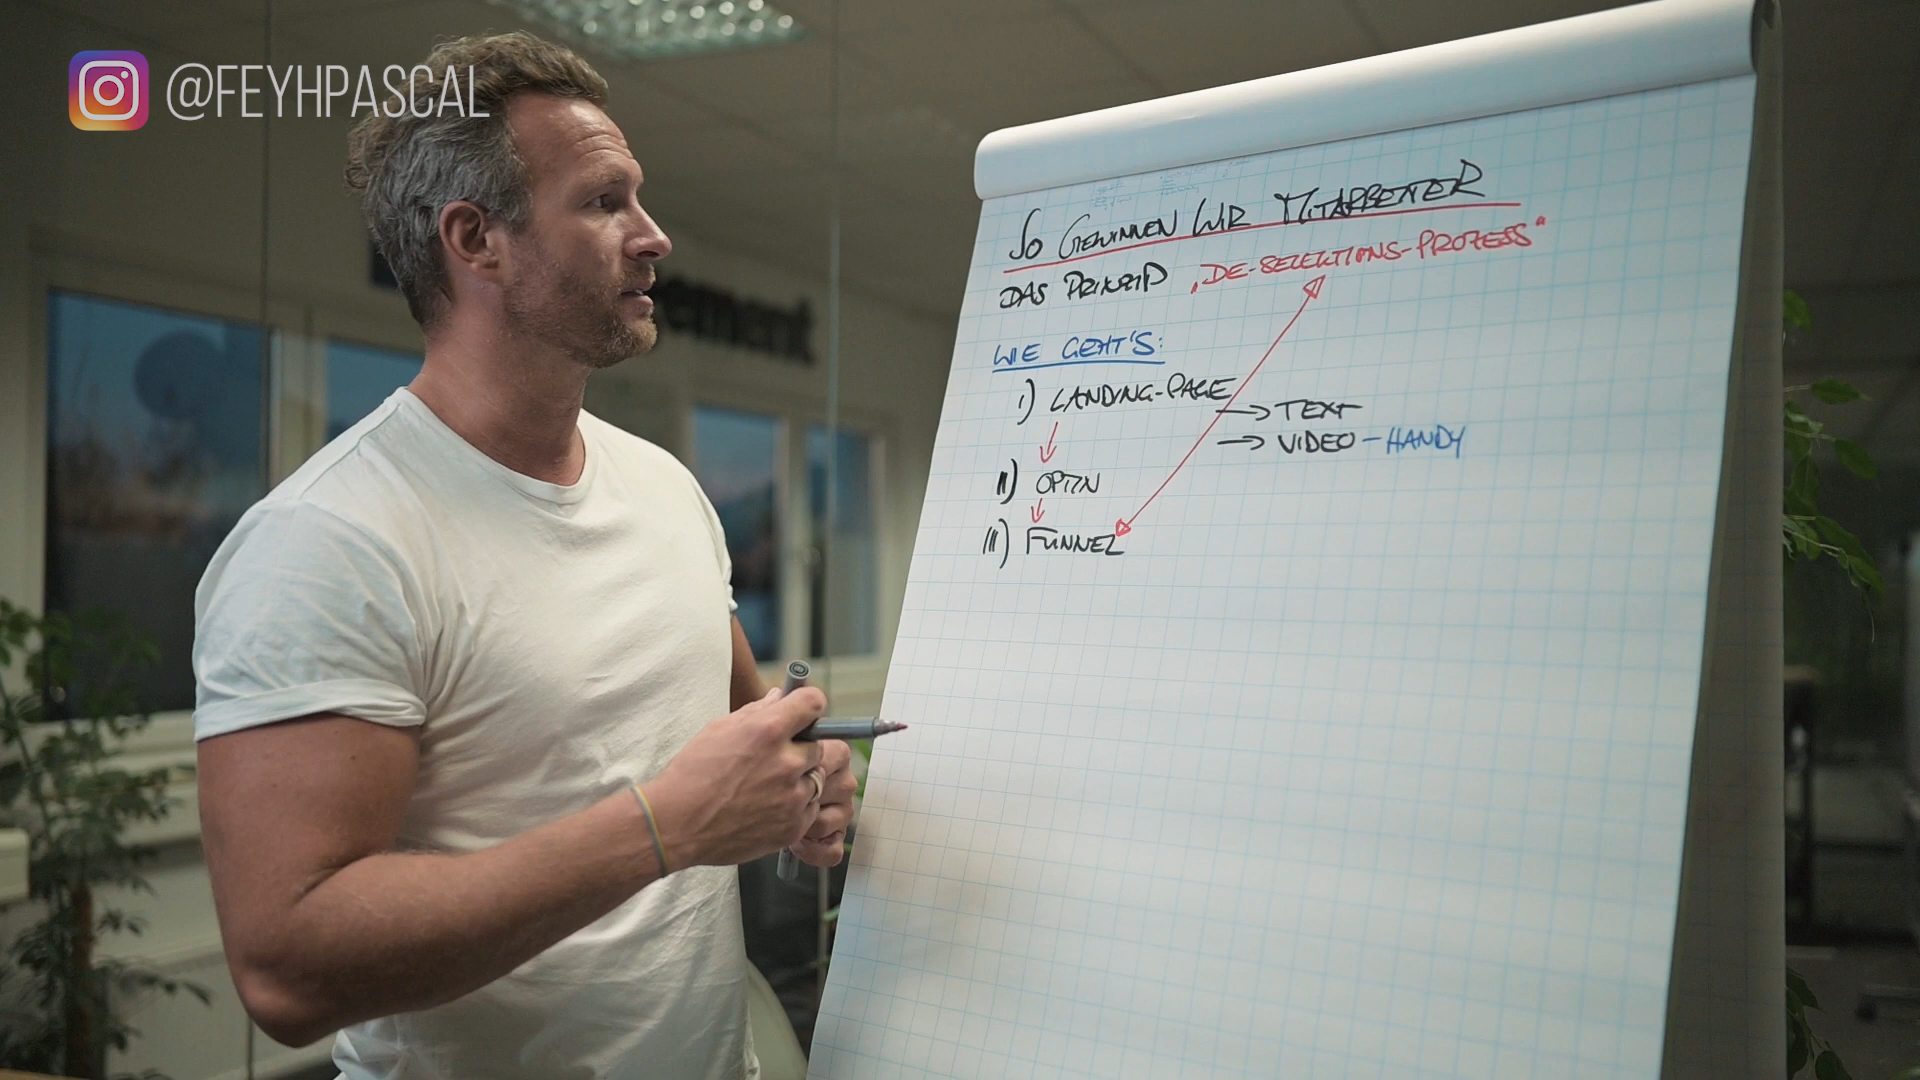 @FEYHPASCAL
ement
SO GEWINNEN WIR MITARBEITER
DAS PRINZIP „DE-SELEKTIONS-PROZESS"
WIE GEHT'S:
I) LANDING-PAGE
→ TEXT
→ VIDEO - HANDY
II) OPTIN
III) FUNNEL